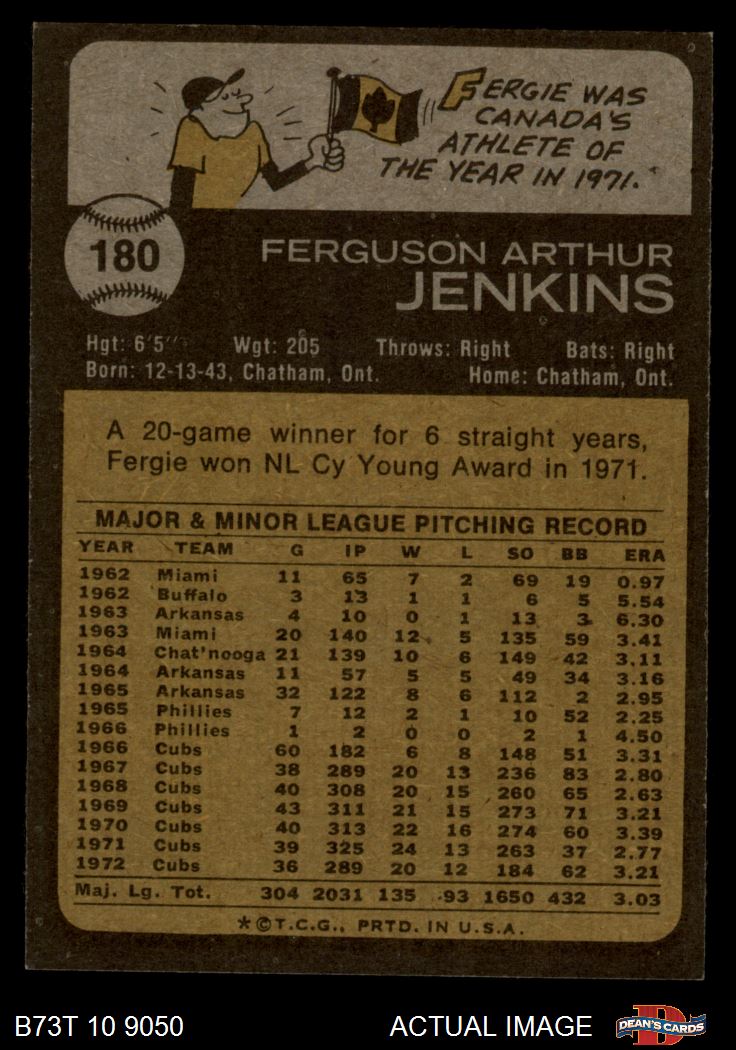 FERGIE WAS
CANADA'S
ATHLETE OF
THE YEAR IN 1971.
180
FERGUSON ARTHUR
JENKINS
Hgt: 6'5" Wgt: 205 Throws: Right Bats: Right
Born: 12-13-43, Chatham, Ont. Home: Chatham, Ont.
A 20-game winner for 6 straight years,
Fergie won NL Cy Young Award in 1971.
MAJOR & MINOR LEAGUE PITCHING RECORD
YEAR TEAM G IP W L SO BB ERA
1962 Miami 11 65 7 2 69 19 0.97
1962 Buffalo 3 13 1 1 6 5 5.54
1963 Arkansas 4 10 0 1 13 3 6.30
1963 Miami 20 140 12 5 135 59 3.41
1964 Chat'nooga 21 139 10 6 149 42 3.11
1964 Arkansas 11 57 5 5 49 34 3.16
1965 Arkansas 32 122 8 6 112 2 2.95
1965 Phillies 7 12 2 1 10 52 2.25
1966 Phillies 1 2 0 0 2 1 4.50
1966 Cubs 60 182 6 8 148 51 3.31
1967 Cubs 38 289 20 13 236 83 2.80
1968 Cubs 40 308 20 15 260 65 2.63
1969 Cubs 43 311 21 15 273 71 3.21
1970 Cubs 40 313 22 16 274 60 3.39
1971 Cubs 39 325 24 13 263 37 2.77
1972 Cubs 36 289 20 12 184 62 3.21
Maj. Lg. Tot. 304 2031 135 93 1650 432 3.03
*©T.C.G., PRTD. IN U.S.A.
B73T 10 9050 ACTUAL IMAGE
D
DEAN'S CARDS